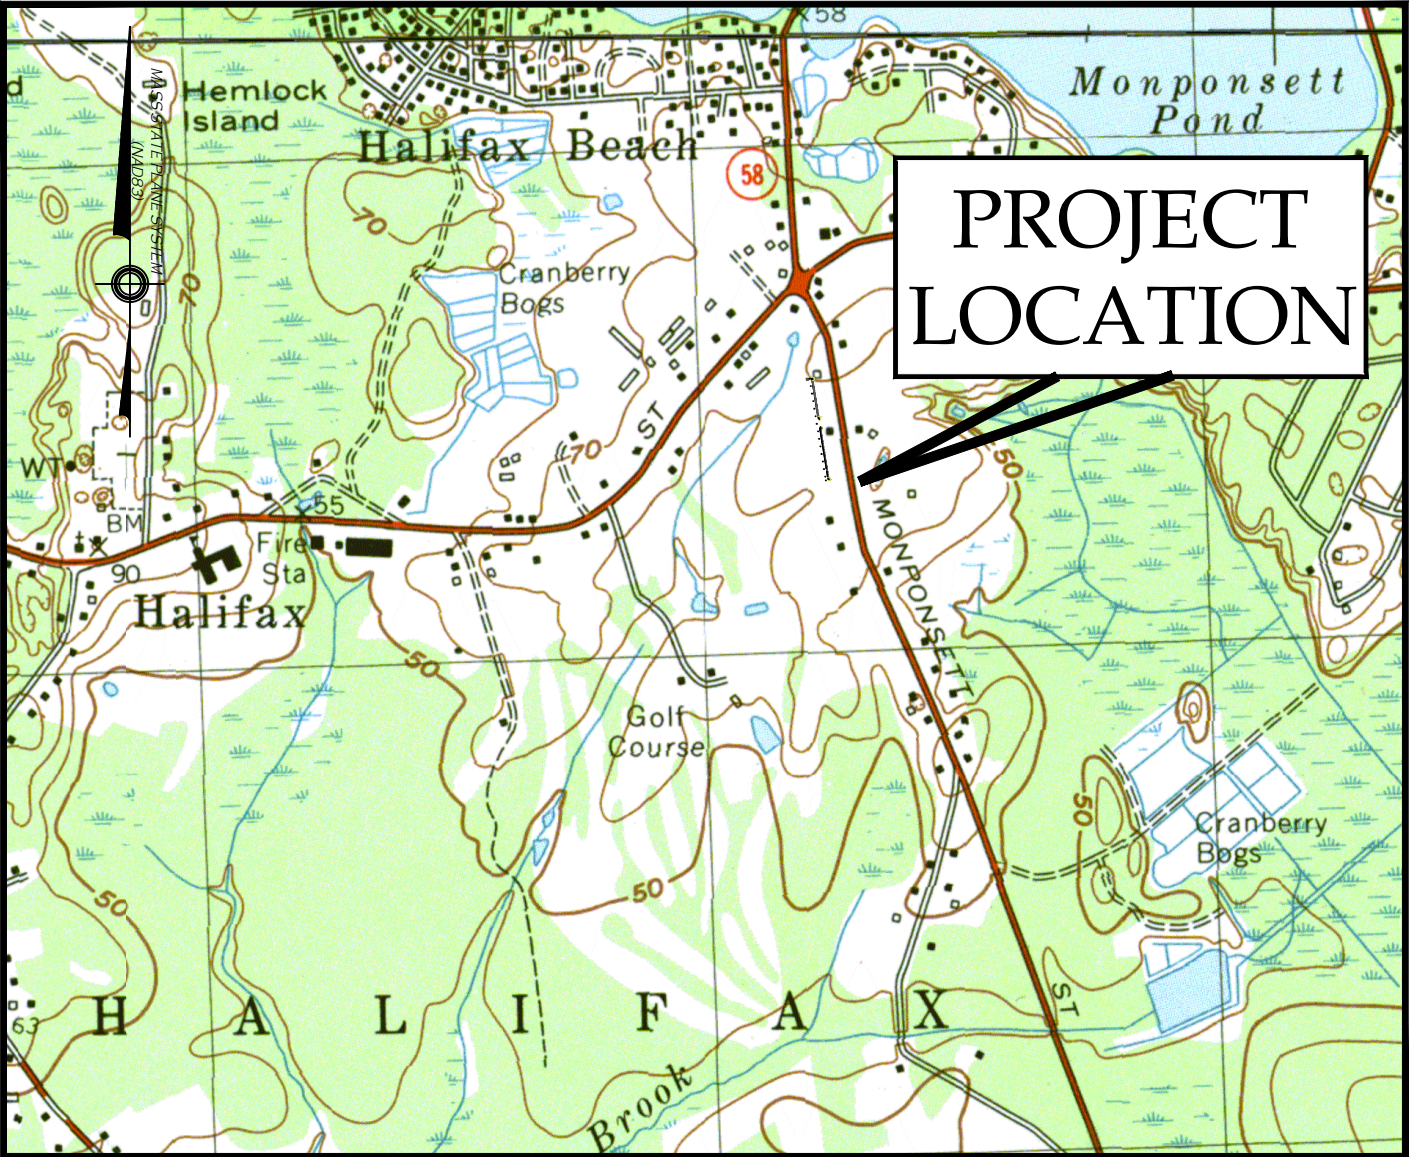 58
d
Hemlock
Island
Monponsett
Pond
MASS STATE PLANE SYSTEM
(NAD83)
Halifax Beach
58
PROJECT
LOCATION
70
70
Cranberry
Bogs
ST
70
50
WT
55
BM
MONPONSETT
Fire
Sta
90
Halifax
50
Golf
Course
50
Cranberry
Bogs
50
50
ST
63
HALIFAX
Brook